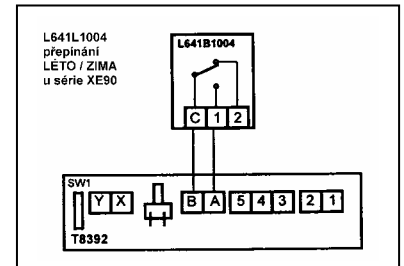 L641L1004
přepínání
LÉTO / ZIMA
u série XE90
L641B1004
C 1 2
SW1
Y X B A 5 4 3 2 1
T8392